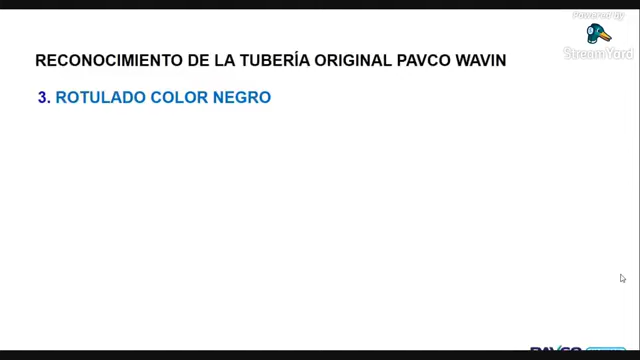 Powered by
StreamYard
RECONOCIMIENTO DE LA TUBERÍA ORIGINAL PAVCO WAVIN
3. ROTULADO COLOR NEGRO